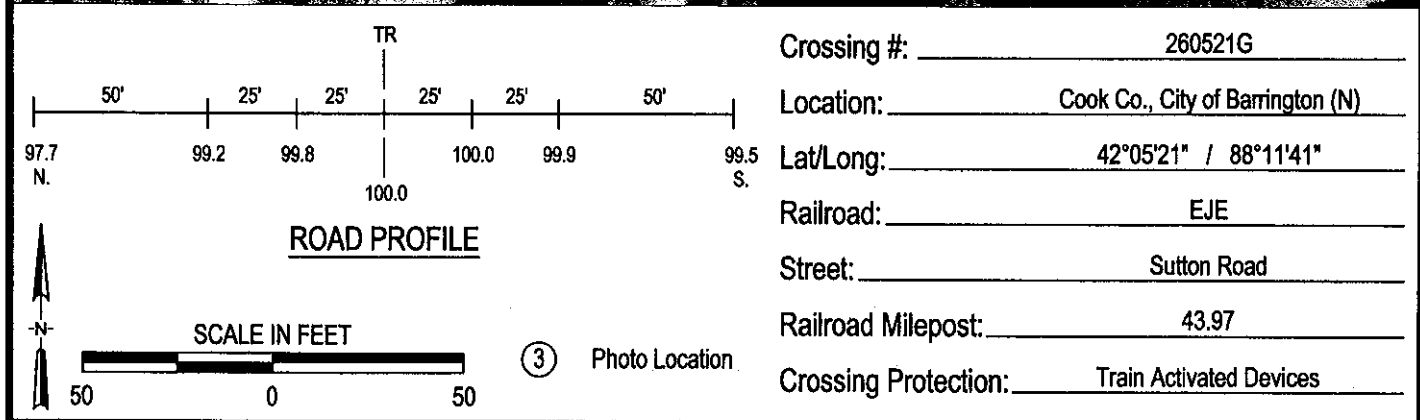 TR
50' 25' 25' 25' 25' 50'
97.7 99.2 99.8 100.0 99.9 99.5
N. S.
100.0
ROAD PROFILE
-N-
SCALE IN FEET
50 0 50
3 Photo Location
Crossing #: 260521G
Location: Cook Co., City of Barrington (N)
Lat/Long: 42°05'21" / 88°11'41"
Railroad: EJE
Street: Sutton Road
Railroad Milepost: 43.97
Crossing Protection: Train Activated Devices